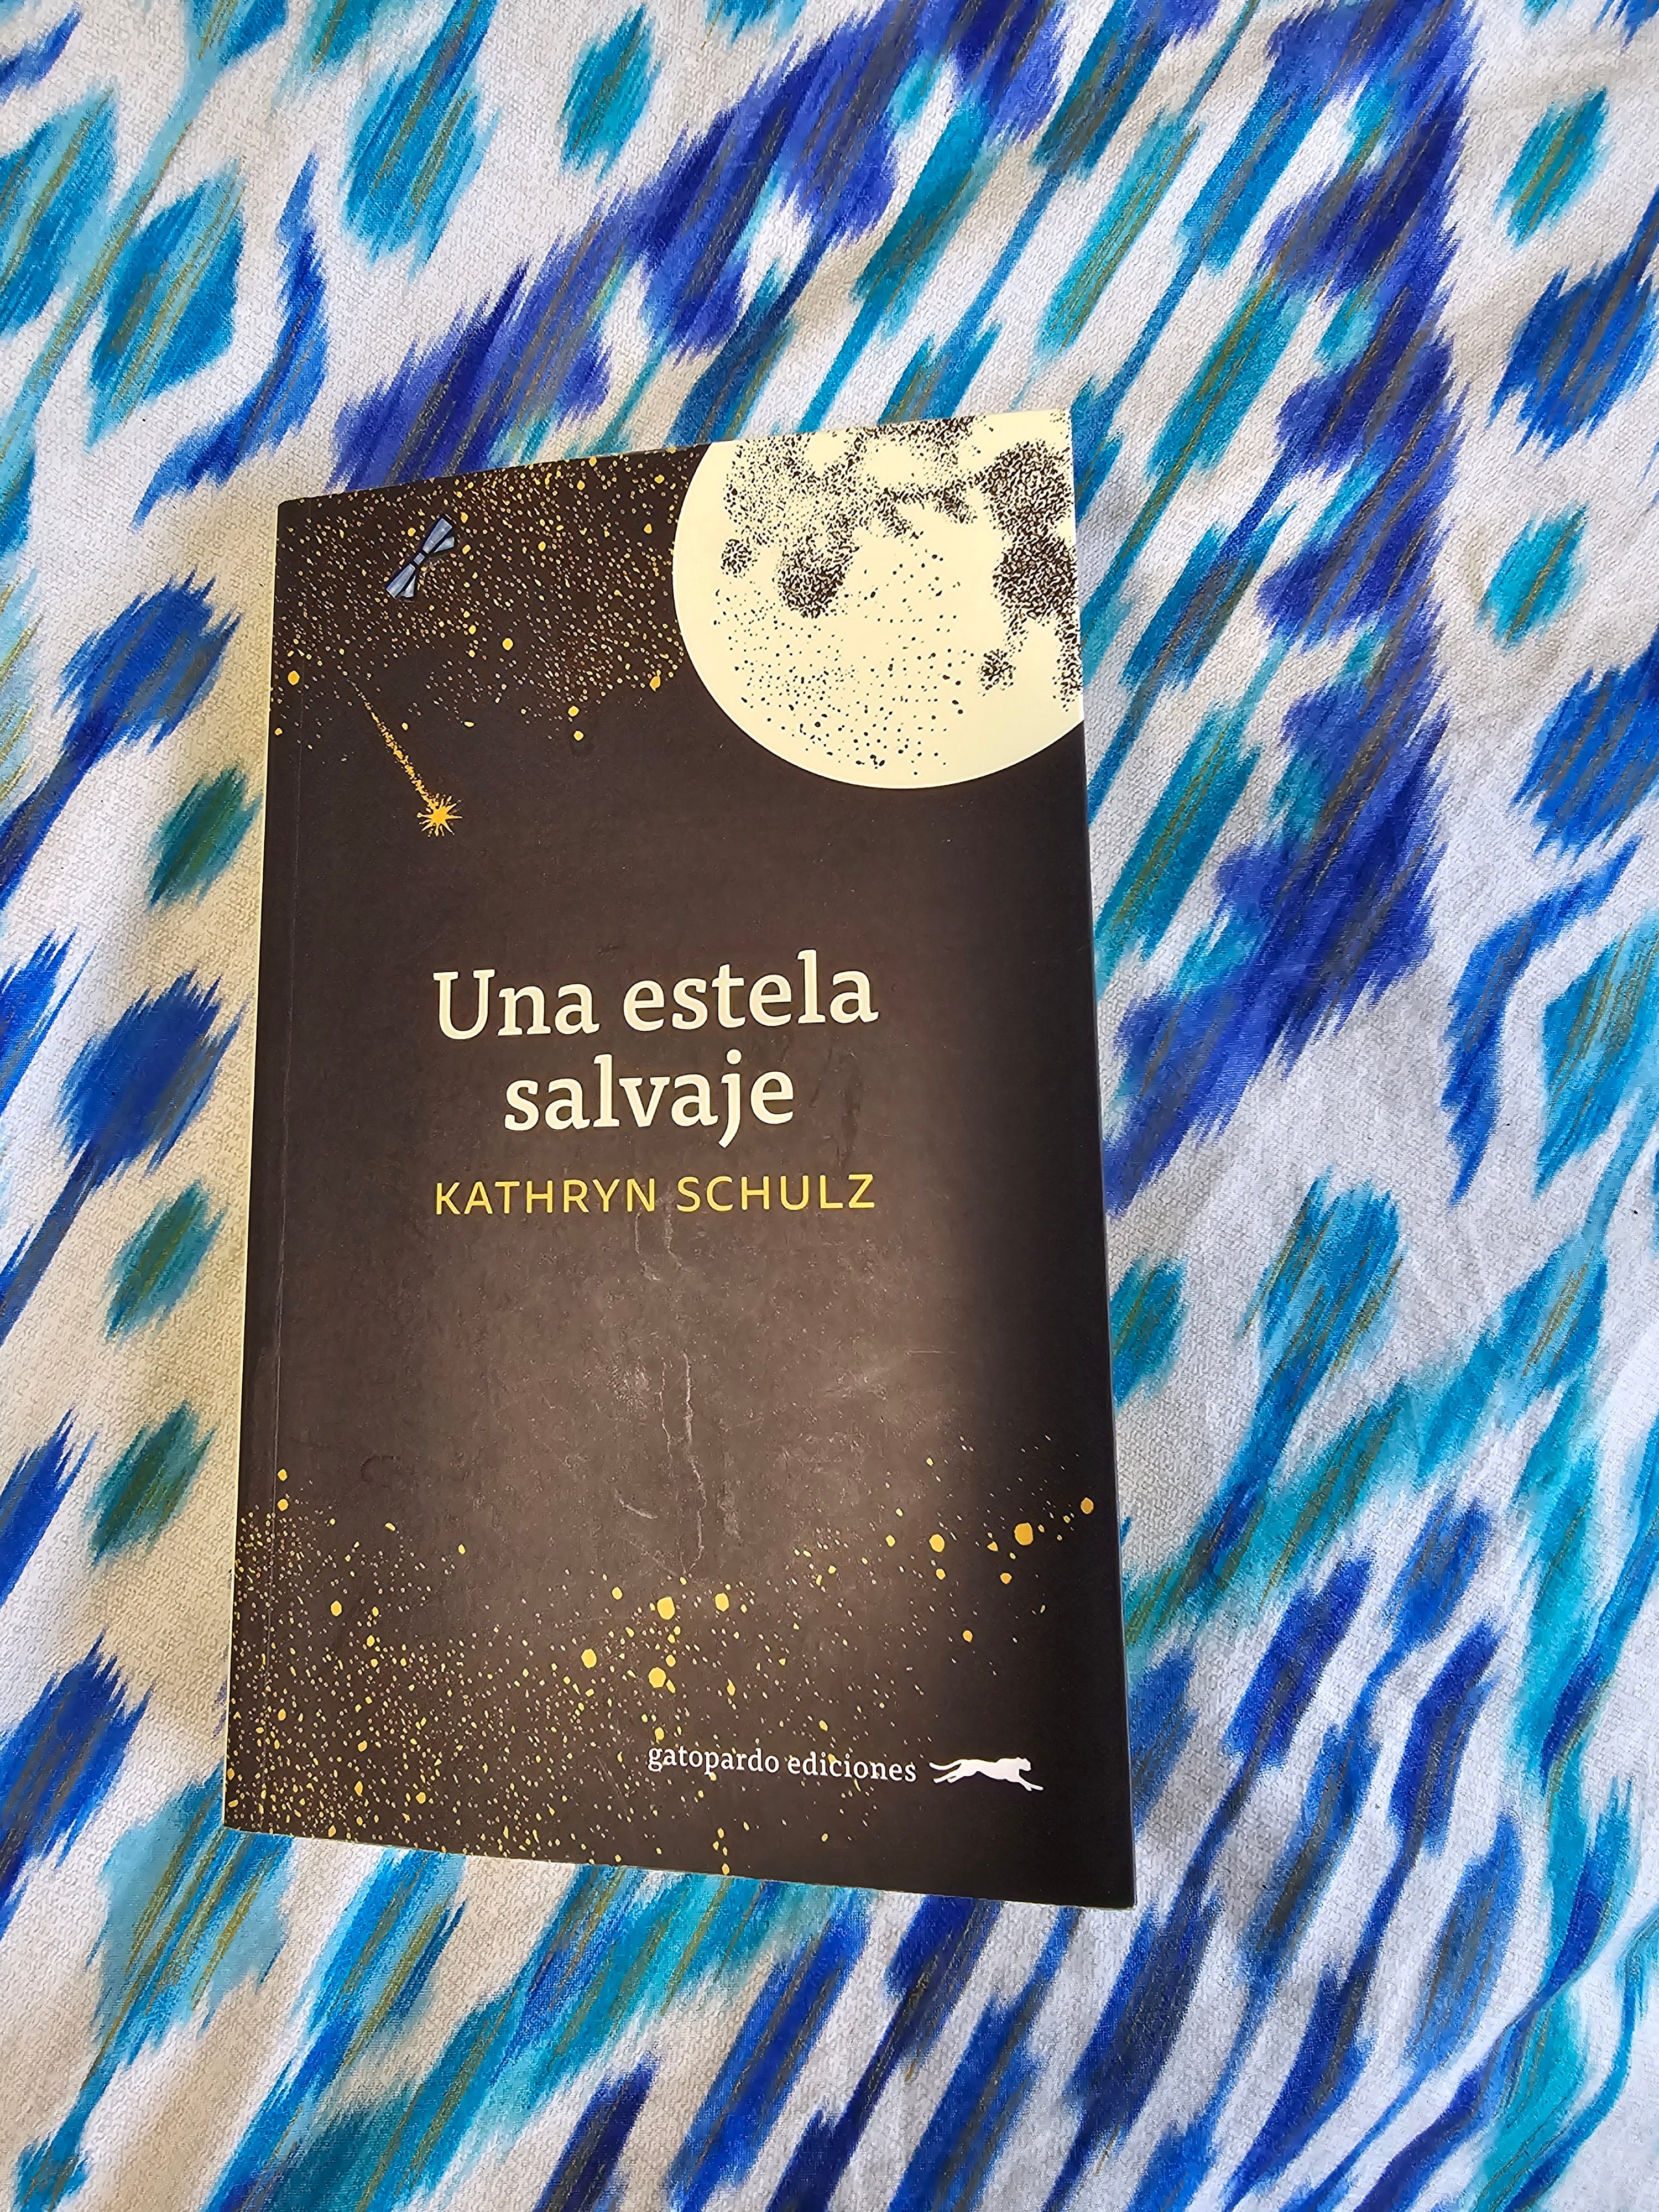 Una estela
salvaje
KATHRYN SCHULZ
gatopardo ediciones